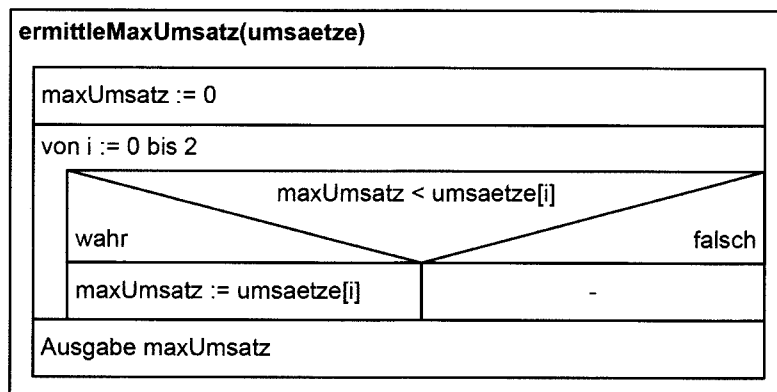 ermittleMaxUmsatz(umsaetze)
maxUmsatz := 0
von i := 0 bis 2
maxUmsatz < umsaetze[i]
wahr
falsch
maxUmsatz := umsaetze[i]
-
Ausgabe maxUmsatz